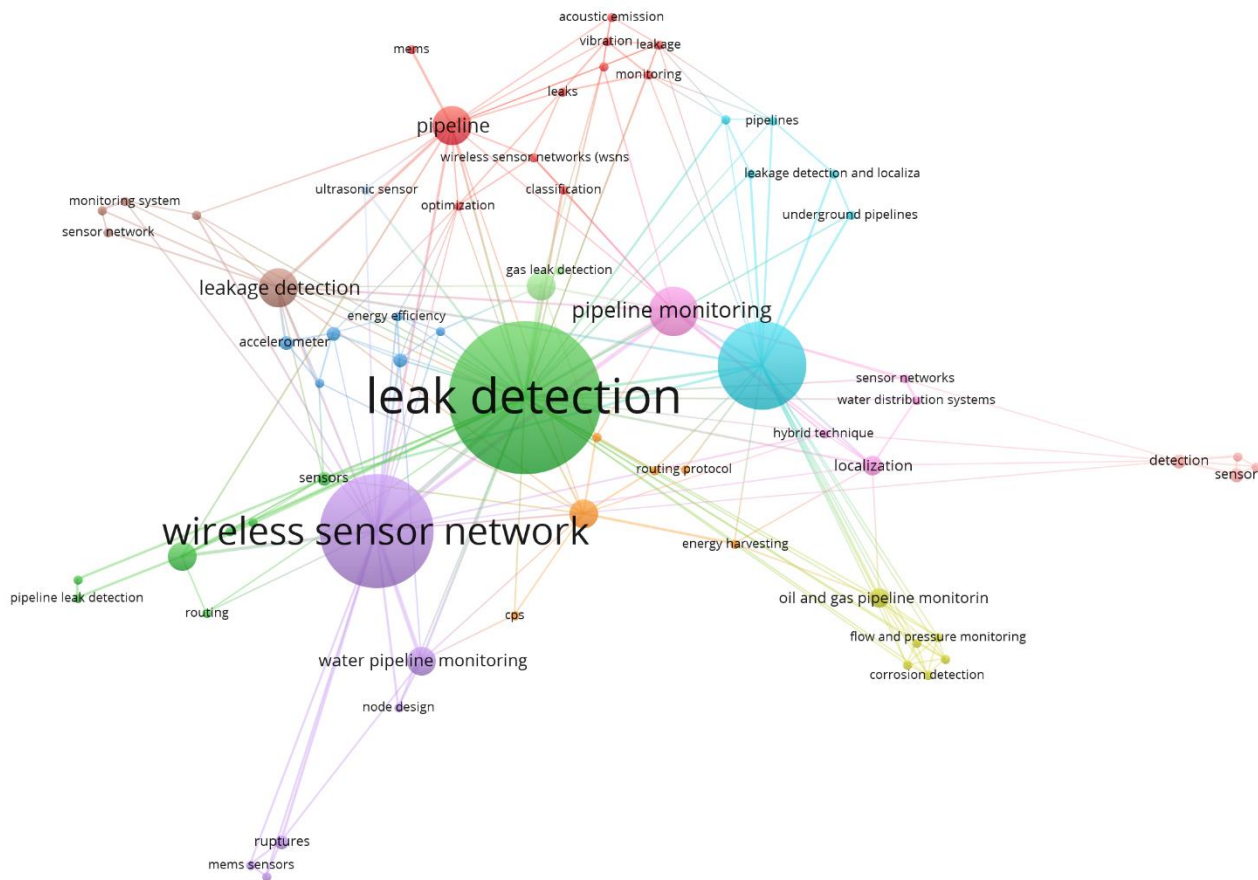 acoustic emission
vibration
leakage
mems
monitoring
leaks
pipeline
pipelines
wireless sensor networks (wsns
leakage detection and localiza
ultrasonic sensor
classification
monitoring system
optimization
underground pipelines
sensor network
gas leak detection
leakage detection
pipeline monitoring
energy efficiency
accelerometer
sensor networks
leak detection
water distribution systems
hybrid technique
detection
localization
routing protocol
sensor
sensors
wireless sensor network
energy harvesting
pipeline leak detection
oil and gas pipeline monitorin
routing
cps
flow and pressure monitoring
water pipeline monitoring
corrosion detection
node design
ruptures
mems sensors